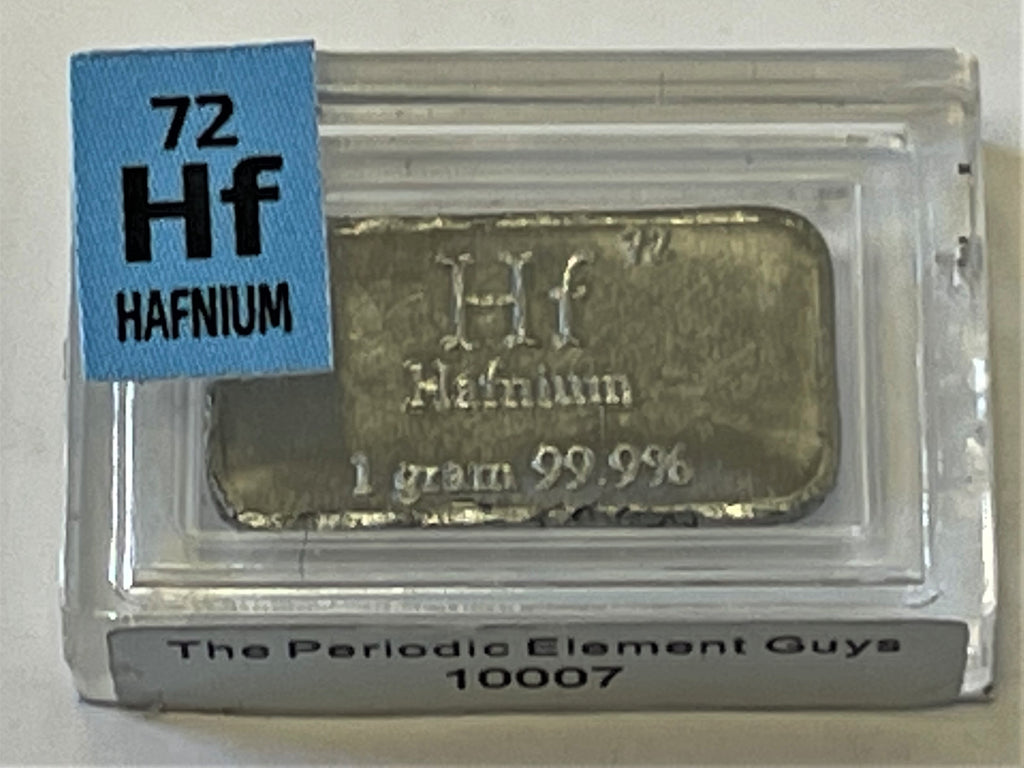 72
Hf
HAFNIUM
Hf 72
Hafnium
1 gram 99.9%
The Periodic Element Guys
10007